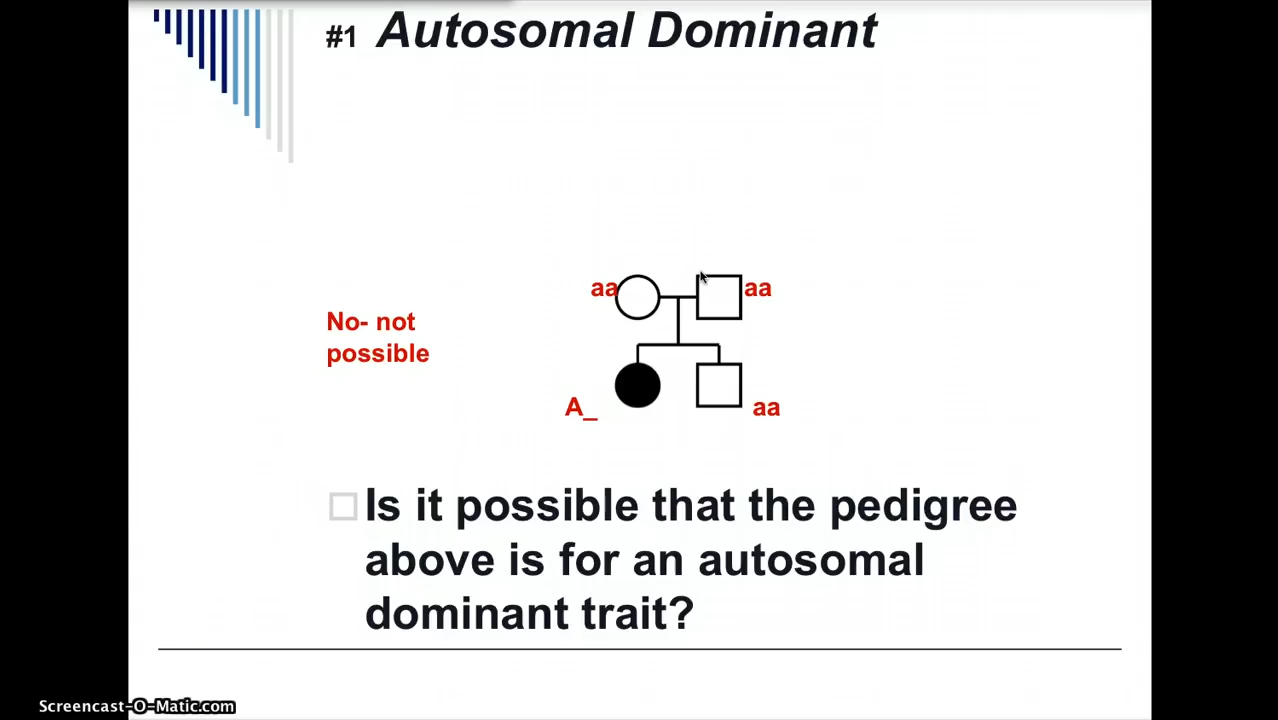 #1 Autosomal Dominant
aa aa
No- not
possible
A_ aa
Is it possible that the pedigree
above is for an autosomal
dominant trait?
Screencast-O-Matic.com